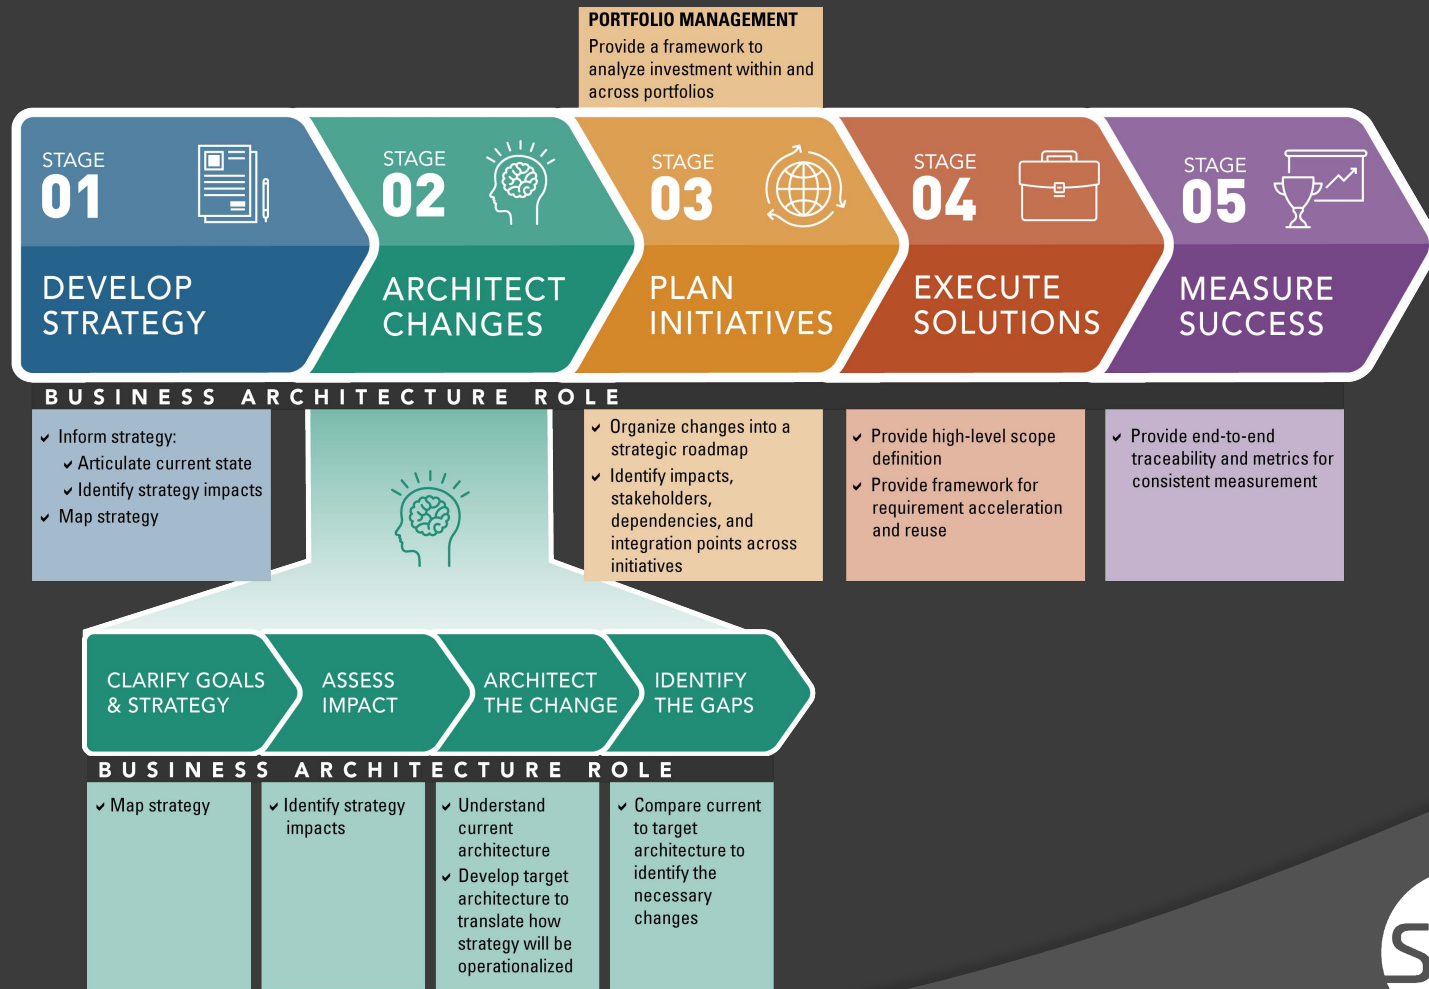 PORTFOLIO MANAGEMENT
Provide a framework to
analyze investment within and
across portfolios
STAGE
01
DEVELOP
STRATEGY
STAGE
02
ARCHITECT
CHANGES
STAGE
03
PLAN
INITIATIVES
STAGE
04
EXECUTE
SOLUTIONS
STAGE
05
MEASURE
SUCCESS
BUSINESS ARCHITECTURE ROLE
Inform strategy:
Articulate current state
Identify strategy impacts
Map strategy
Organize changes into a
strategic roadmap
Identify impacts,
stakeholders,
dependencies, and
integration points across
initiatives
Provide high-level scope
definition
Provide framework for
requirement acceleration
and reuse
Provide end-to-end
traceability and metrics for
consistent measurement
CLARIFY GOALS
& STRATEGY
ASSESS
IMPACT
ARCHITECT
THE CHANGE
IDENTIFY
THE GAPS
BUSINESS ARCHITECTURE ROLE
Map strategy
Identify strategy
impacts
Understand
current
architecture
Develop target
architecture to
translate how
strategy will be
operationalized
Compare current
to target
architecture to
identify the
necessary
changes
S